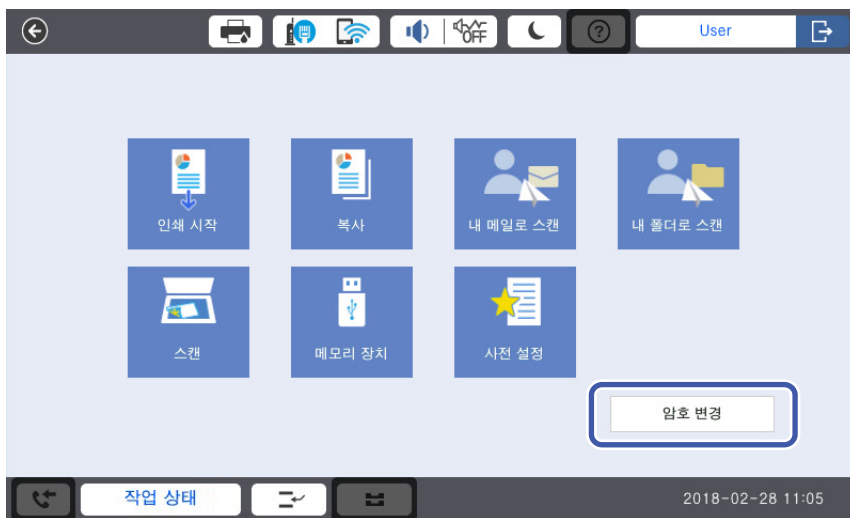 OFF
User
인쇄 시작
복사
내 메일로 스캔
내 폴더로 스캔
스캔
메모리 장치
사전 설정
암호 변경
작업 상태
2018-02-28 11:05